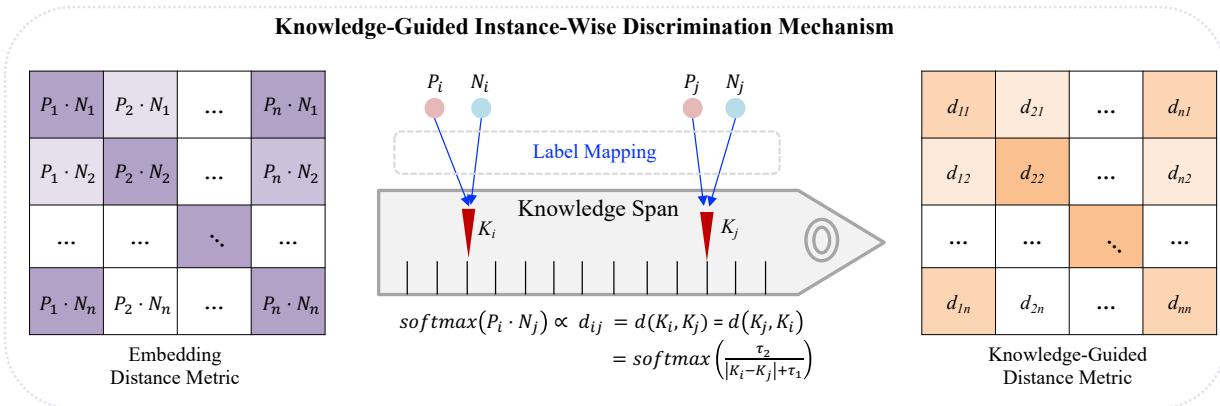 Knowledge-Guided Instance-Wise Discrimination Mechanism
P₁ · N₁ P₂ · N₁ ... Pₙ · N₁
P₁ · N₂ P₂ · N₂ ... Pₙ · N₂
... ... ⋱ ...
P₁ · Nₙ P₂ · Nₙ ... Pₙ · Nₙ
Embedding
Distance Metric
Pᵢ Nᵢ Pⱼ Nⱼ
Label Mapping
Knowledge Span
Kᵢ Kⱼ
softmax(Pᵢ · Nⱼ) ∝ dᵢⱼ = d(Kᵢ, Kⱼ) = d(Kⱼ, Kᵢ)
= softmax(τ₂ / (|Kᵢ−Kⱼ|+τ₁))
d₁₁ d₂₁ ... dₙ₁
d₁₂ d₂₂ ... dₙ₂
... ... ⋱ ...
d₁ₙ d₂ₙ ... dₙₙ
Knowledge-Guided
Distance Metric